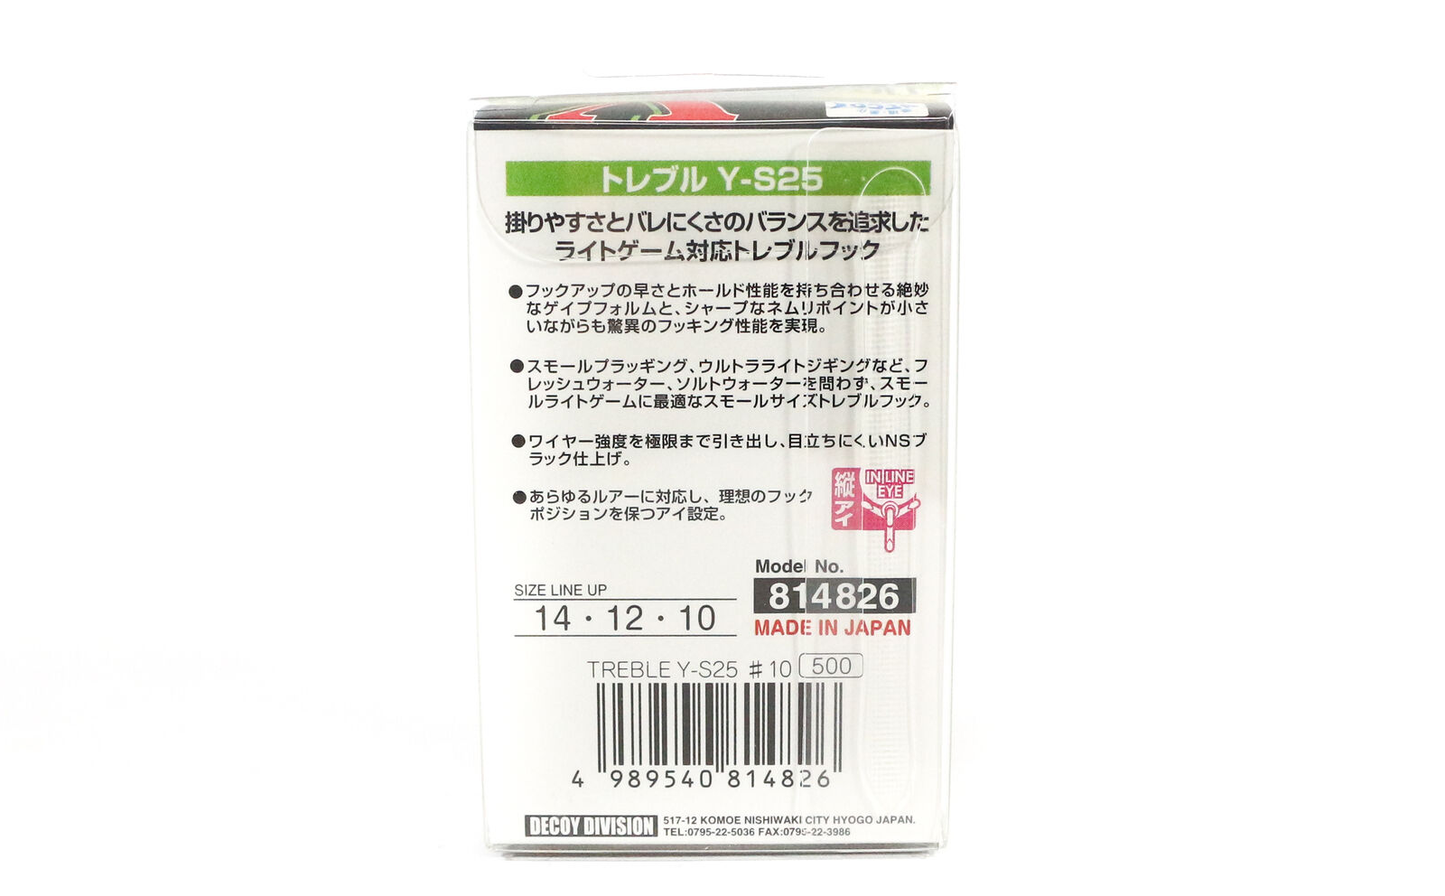 トレブル Y-S25
掛りやすさとバレにくさのバランスを追求した
ライトゲーム対応トレブルフック
●フックアップの早さとホールド性能を持ち合わせる絶妙
なゲイプフォルムと、シャープなネムリポイントが小さ
いながらも驚異のフッキング性能を実現。
●スモールプラッギング、ウルトラライトジギングなど、フ
レッシュウォーター、ソルトウォーターを問わず、スモー
ルライトゲームに最適なスモールサイズトレブルフック。
●ワイヤー強度を極限まで引き出し、目立ちにくいNSブ
ラック仕上げ。
●あらゆるルアーに対応し、理想のフック
ポジションを保つアイ設定。
縦アイ
IN LINE
EYE
Model No.
814826
MADE IN JAPAN
SIZE LINE UP
14・12・10
TREBLE Y-S25 #10 500
4 989540 814826
DECOY DIVISION
517-12 KOMOE NISHIWAKI CITY HYOGO JAPAN.
TEL:0795-22-5036 FAX:0795-22-3986